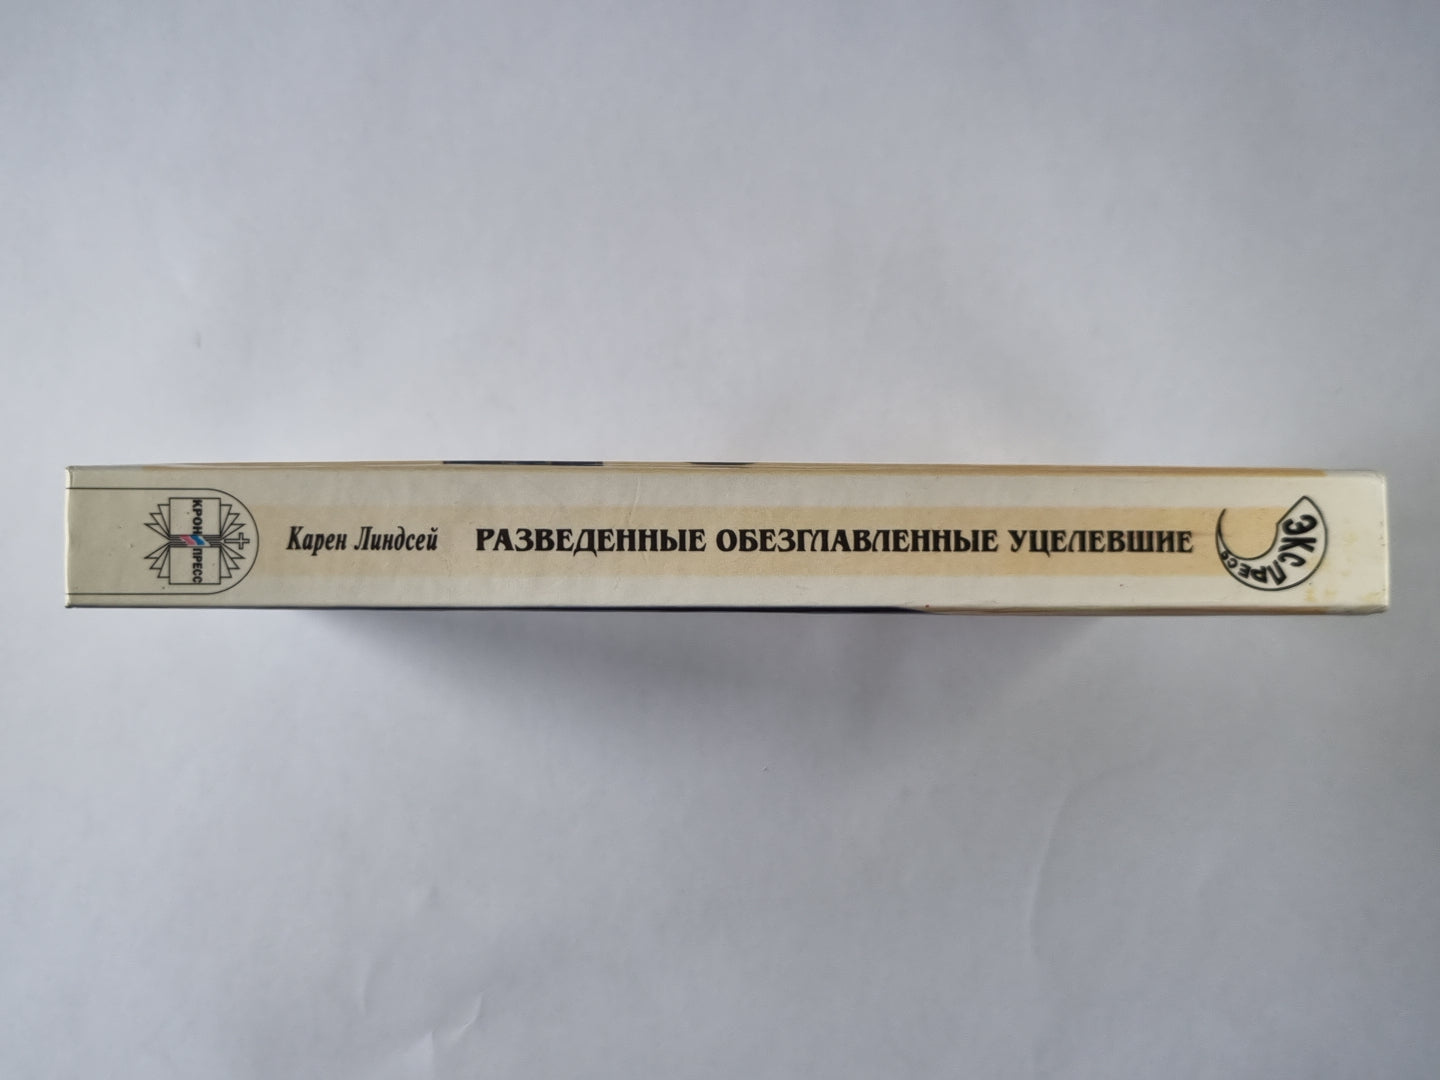 КРОН ПРЕСС
Карен Линдсей РАЗВЕДЕННЫЕ ОБЕЗГЛАВЛЕННЫЕ УЦЕЛЕВШИЕ
ЭКСПРЕСС